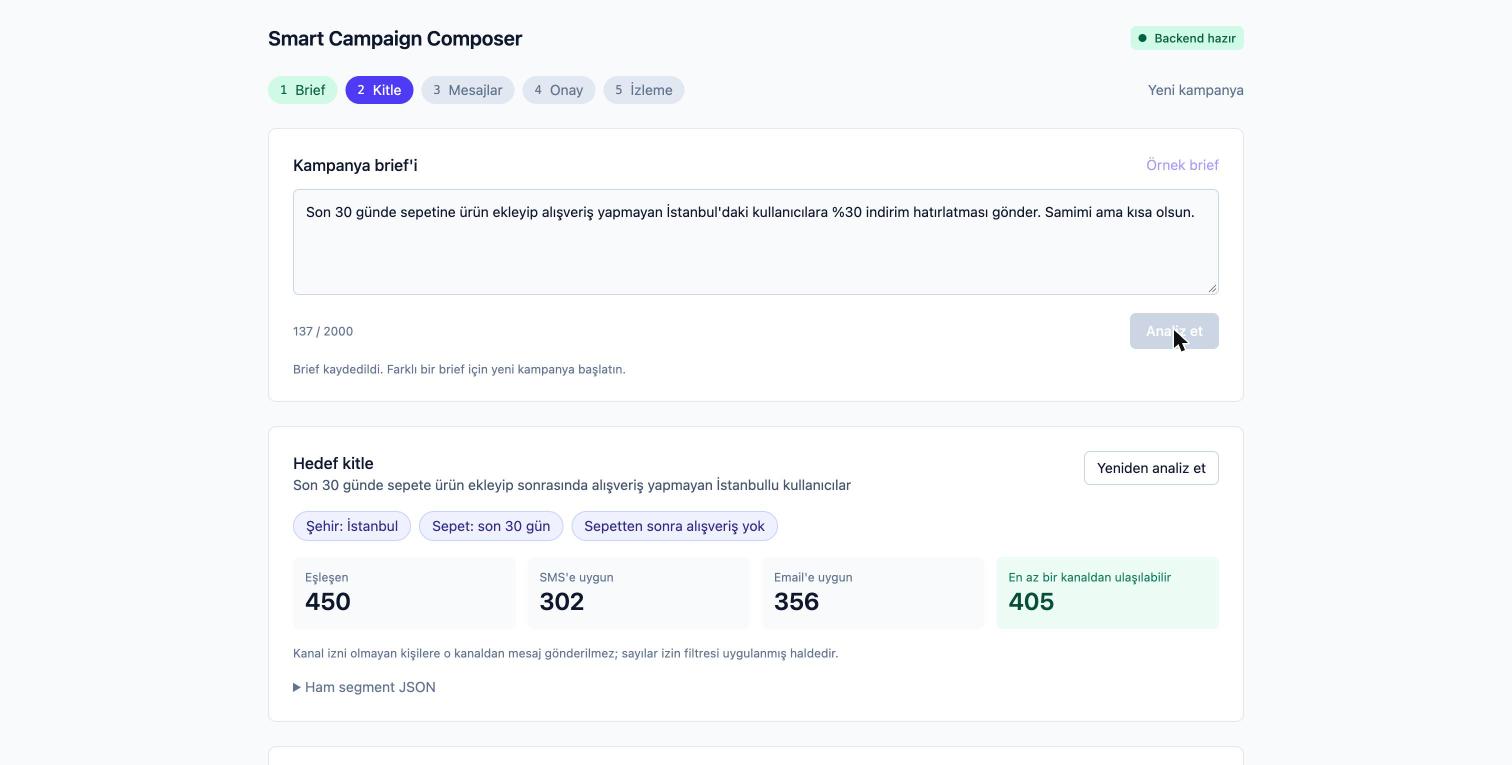 Smart Campaign Composer
Backend hazır
1 Brief
2 Kitle
3 Mesajlar
4 Onay
5 İzleme
Yeni kampanya
Kampanya brief'i
Örnek brief
Son 30 günde sepetine ürün ekleyip alışveriş yapmayan İstanbul'daki kullanıcılara %30 indirim hatırlatması gönder. Samimi ama kısa olsun.
137 / 2000
Analiz et
Brief kaydedildi. Farklı bir brief için yeni kampanya başlatın.
Hedef kitle
Yeniden analiz et
Son 30 günde sepete ürün ekleyip sonrasında alışveriş yapmayan İstanbullu kullanıcılar
Şehir: İstanbul
Sepet: son 30 gün
Sepetten sonra alışveriş yok
Eşleşen
450
SMS'e uygun
302
Email'e uygun
356
En az bir kanaldan ulaşılabilir
405
Kanal izni olmayan kişilere o kanaldan mesaj gönderilmez; sayılar izin filtresi uygulanmış haldedir.
Ham segment JSON